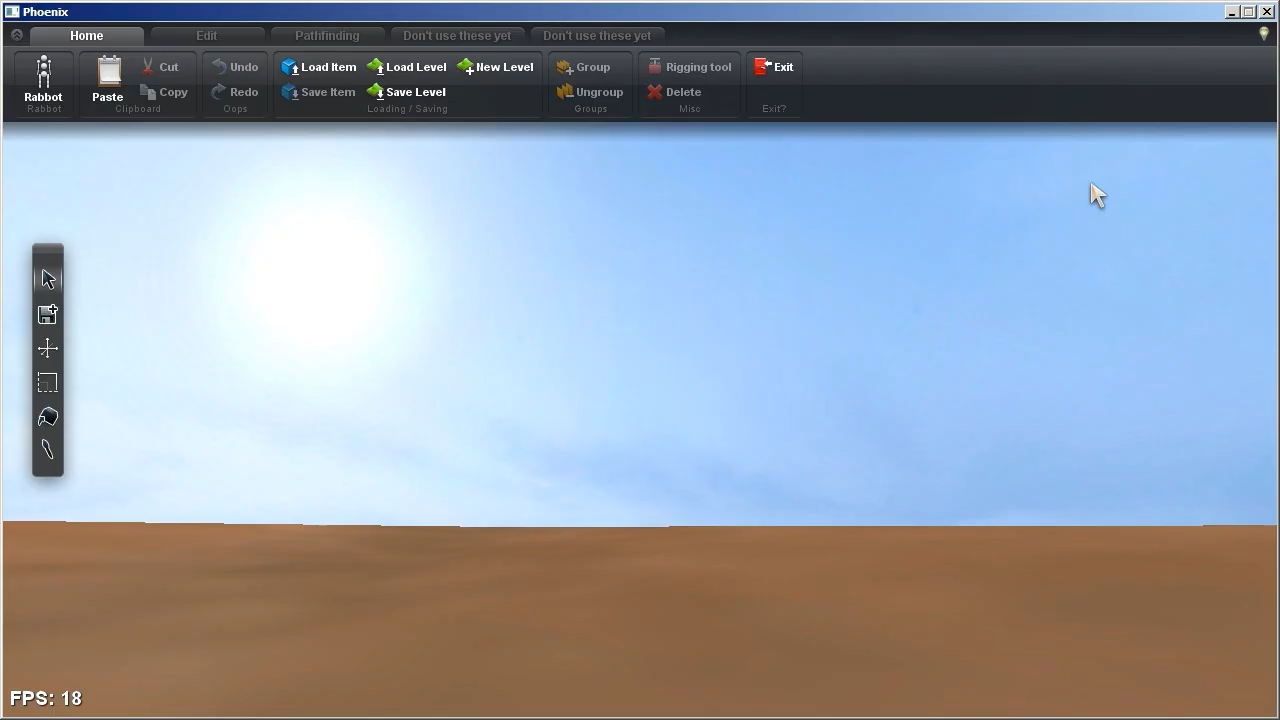 Phoenix
Home Edit Pathfinding Don't use these yet Don't use these yet
Rabbot Paste Cut Undo Load Item Load Level New Level Group Rigging tool Exit
Copy Redo Save Item Save Level Ungroup Delete
Rabbot Clipboard Oops Loading / Saving Groups Misc Exit?
FPS: 18